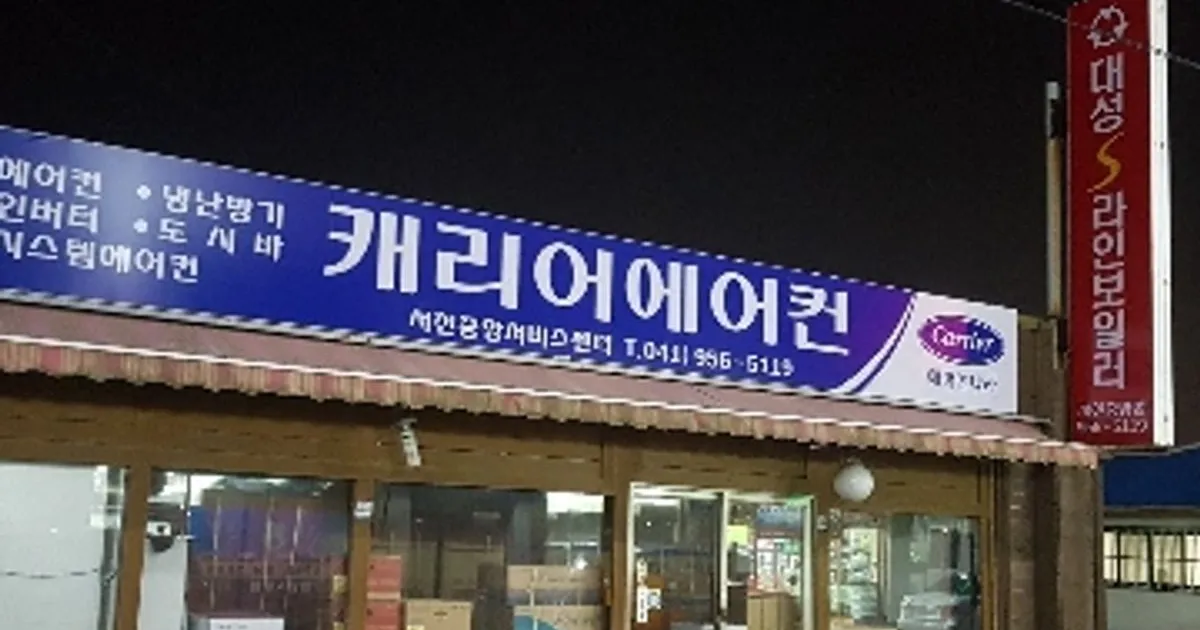 에어컨 • 냉난방기
인버터 • 도시바
시스템에어컨
캐리어에어컨
서천중앙서비스센터 T.041) 956-5119
Carrier
대성 S라인보일러